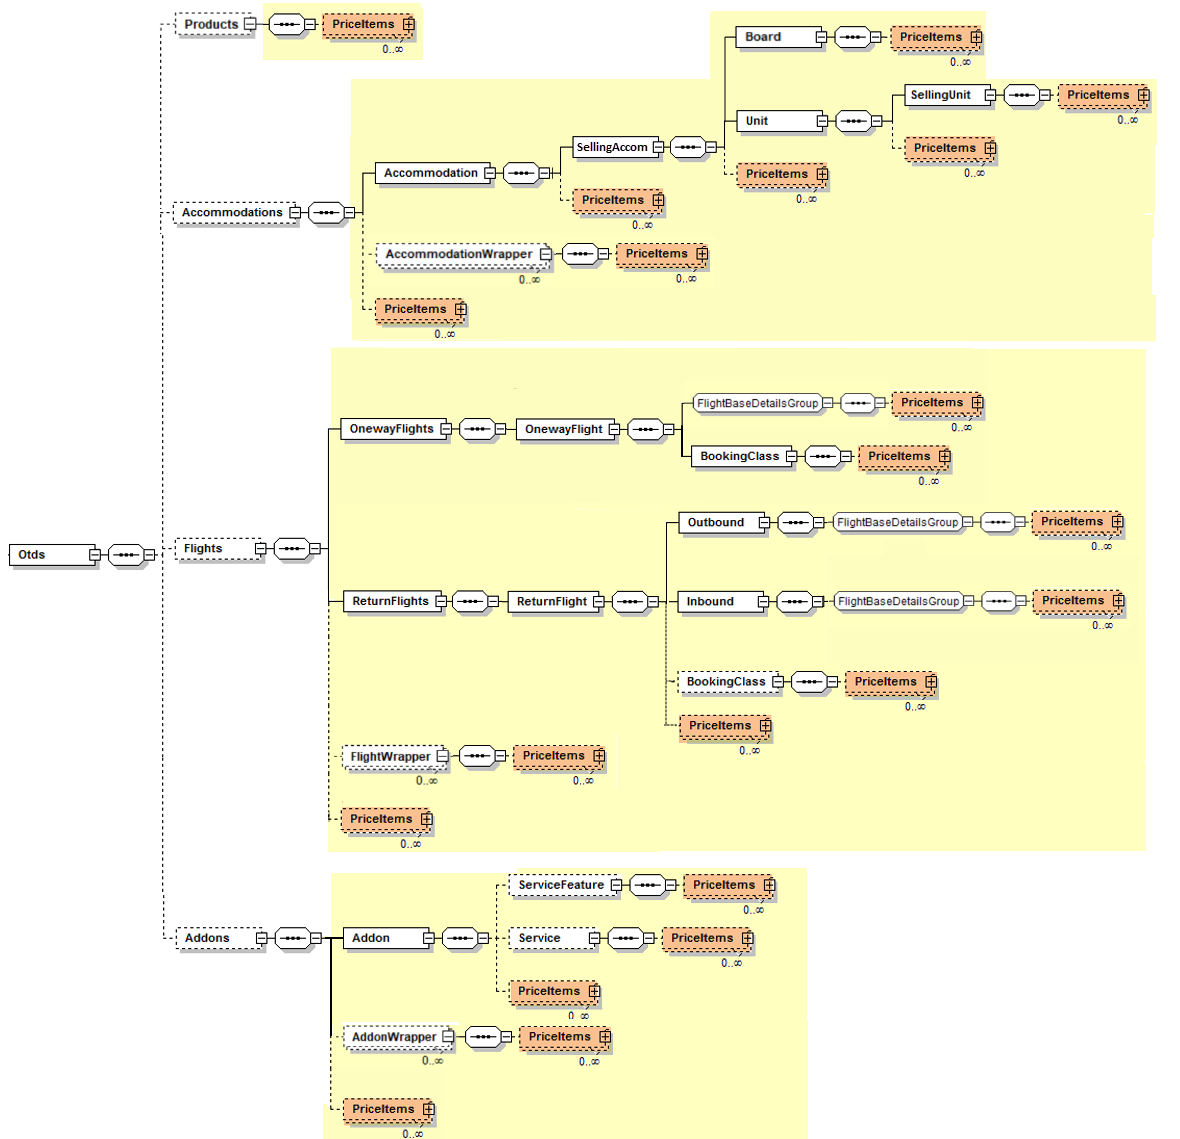 Products
PriceItems
0..∞
Board
PriceItems
0..∞
SellingUnit
PriceItems
0..∞
Unit
PriceItems
0..∞
SellingAccom
PriceItems
0..∞
Accommodation
PriceItems
0..∞
Accommodations
AccommodationWrapper
0..∞
PriceItems
0..∞
PriceItems
0..∞
FlightBaseDetailsGroup
PriceItems
0..∞
OnewayFlights
OnewayFlight
BookingClass
PriceItems
0..∞
Outbound
FlightBaseDetailsGroup
PriceItems
0..∞
Otds
Flights
ReturnFlights
ReturnFlight
Inbound
FlightBaseDetailsGroup
PriceItems
0..∞
BookingClass
PriceItems
0..∞
PriceItems
0..∞
FlightWrapper
0..∞
PriceItems
0..∞
PriceItems
0..∞
ServiceFeature
PriceItems
0..∞
Addons
Addon
Service
PriceItems
0..∞
PriceItems
0..∞
AddonWrapper
0..∞
PriceItems
0..∞
PriceItems
0..∞